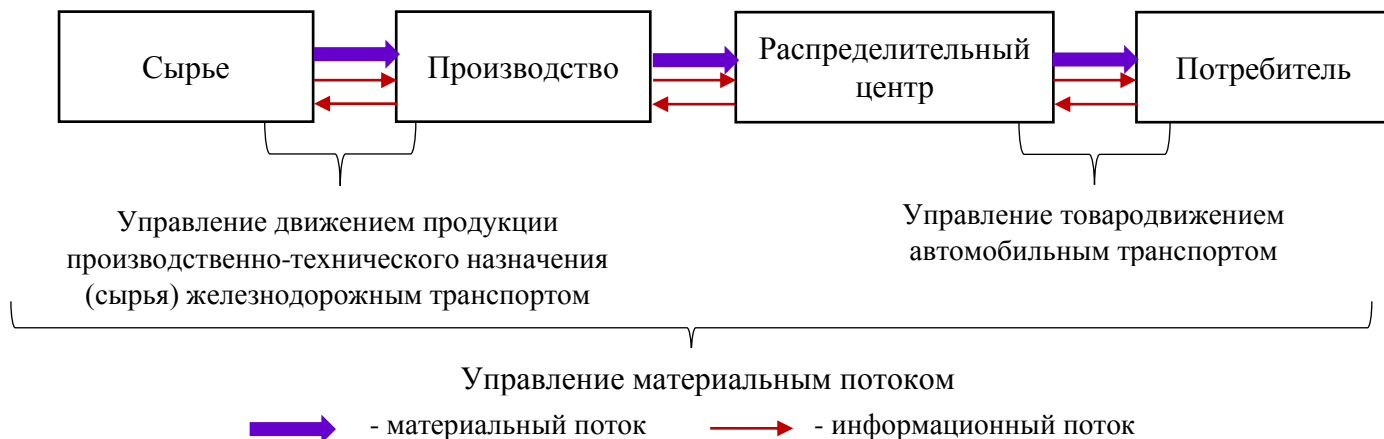 Сырье
Производство
Распределительный
центр
Потребитель
Управление движением продукции
производственно-технического назначения
(сырья) железнодорожным транспортом
Управление товародвижением
автомобильным транспортом
Управление материальным потоком
- материальный поток
- информационный поток